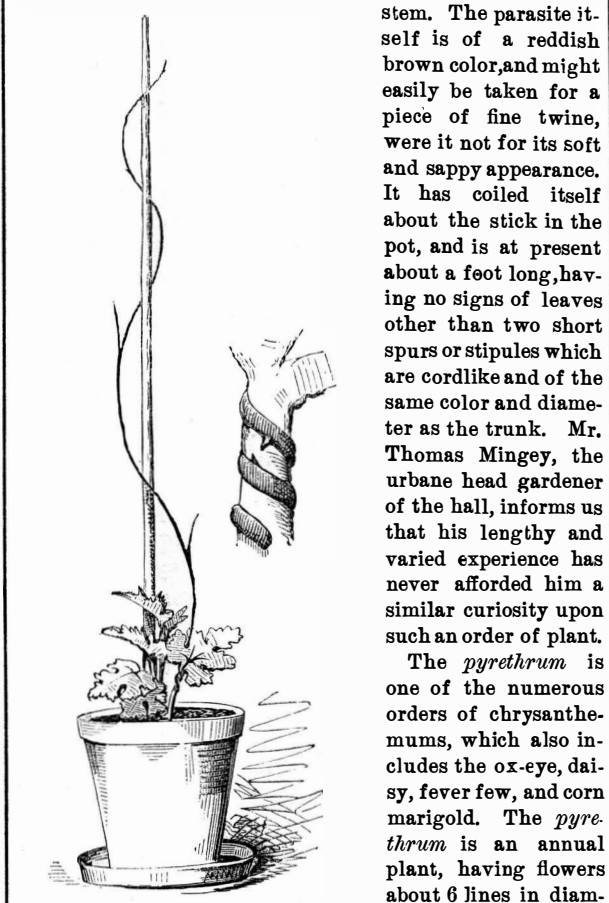 stem. The parasite it-
self is of a reddish
brown color,and might
easily be taken for a
piece of fine twine,
were it not for its soft
and sappy appearance.
It has coiled itself
about the stick in the
pot, and is at present
about a foot long,hav-
ing no signs of leaves
other than two short
spurs or stipules which
are cordlike and of the
same color and diame-
ter as the trunk. Mr.
Thomas Mingey, the
urbane head gardener
of the hall, informs us
that his lengthy and
varied experience has
never afforded him a
similar curiosity upon
such an order of plant.
The pyrethrum is
one of the numerous
orders of chrysanthe-
mums, which also in-
cludes the ox-eye, dai-
sy, fever few, and corn
marigold. The pyre-
thrum is an annual
plant, having flowers
about 6 lines in diam-